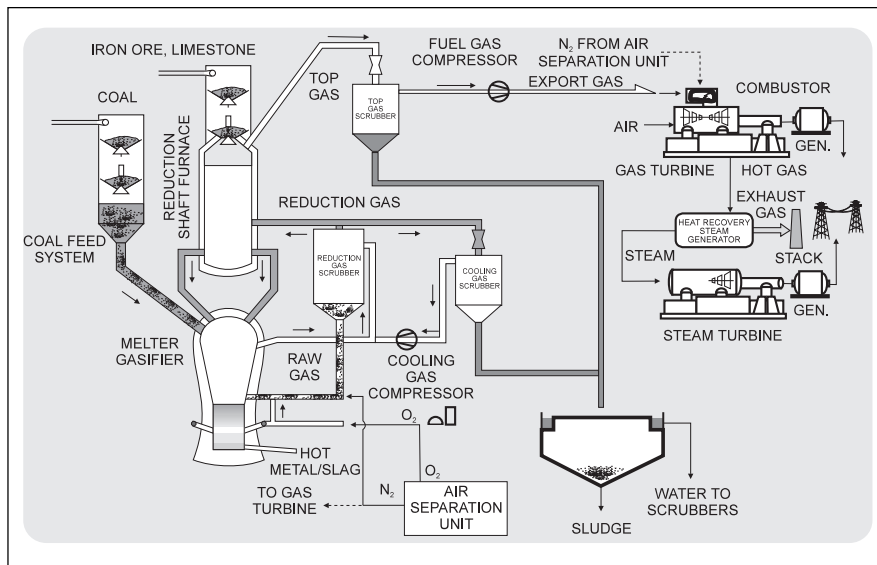 IRON ORE, LIMESTONE
COAL
TOP
GAS
TOP
GAS
SCRUBBER
FUEL GAS
COMPRESSOR
EXPORT GAS
N₂ FROM AIR
SEPARATION UNIT
COMBUSTOR
AIR
GEN.
GAS TURBINE
HOT GAS
REDUCTION
SHAFT FURNACE
REDUCTION GAS
EXHAUST
GAS
HEAT RECOVERY
STEAM
GENERATOR
STACK
COAL FEED
SYSTEM
REDUCTION
GAS
SCRUBBER
COOLING
GAS
SCRUBBER
STEAM
GEN.
STEAM TURBINE
MELTER
GASIFIER
RAW
GAS
COOLING
GAS
COMPRESSOR
O₂
HOT
METAL/SLAG
O₂
N₂
TO GAS
TURBINE
AIR
SEPARATION
UNIT
WATER TO
SCRUBBERS
SLUDGE